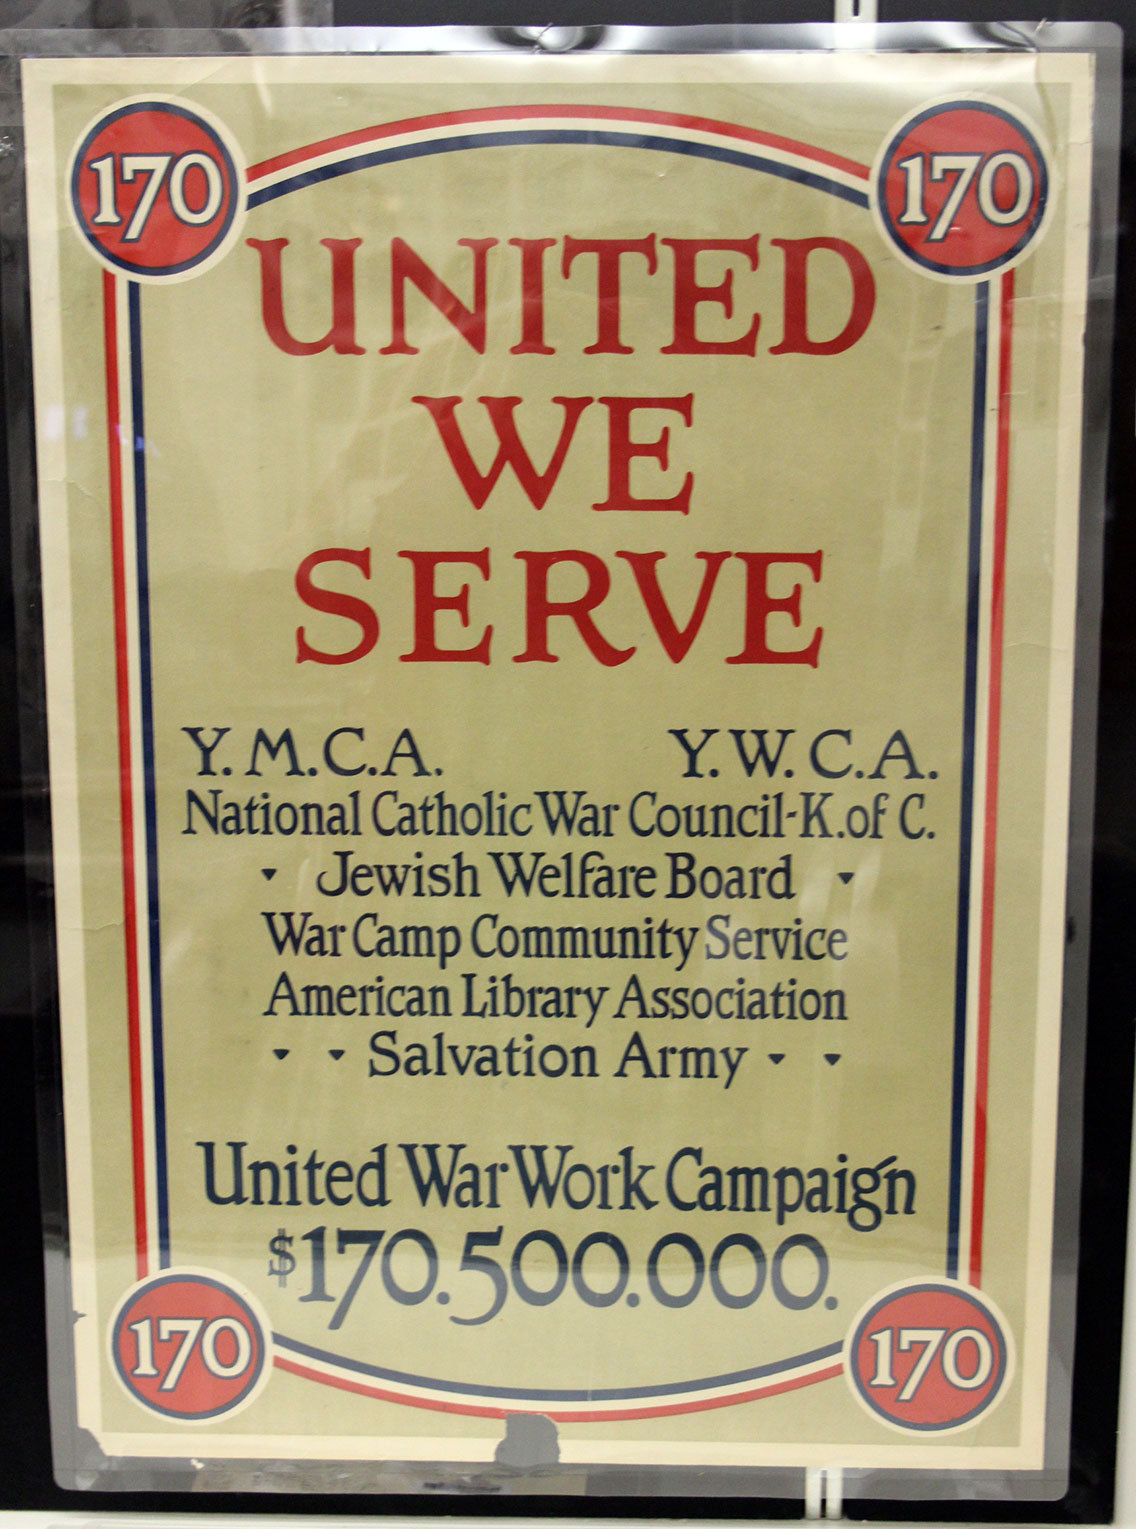 170 170
UNITED
WE
SERVE
Y.M.C.A. Y.W.C.A.
National Catholic War Council-K.of C.
Jewish Welfare Board
War Camp Community Service
American Library Association
Salvation Army
United War Work Campaign
$170.500.000.
170 170